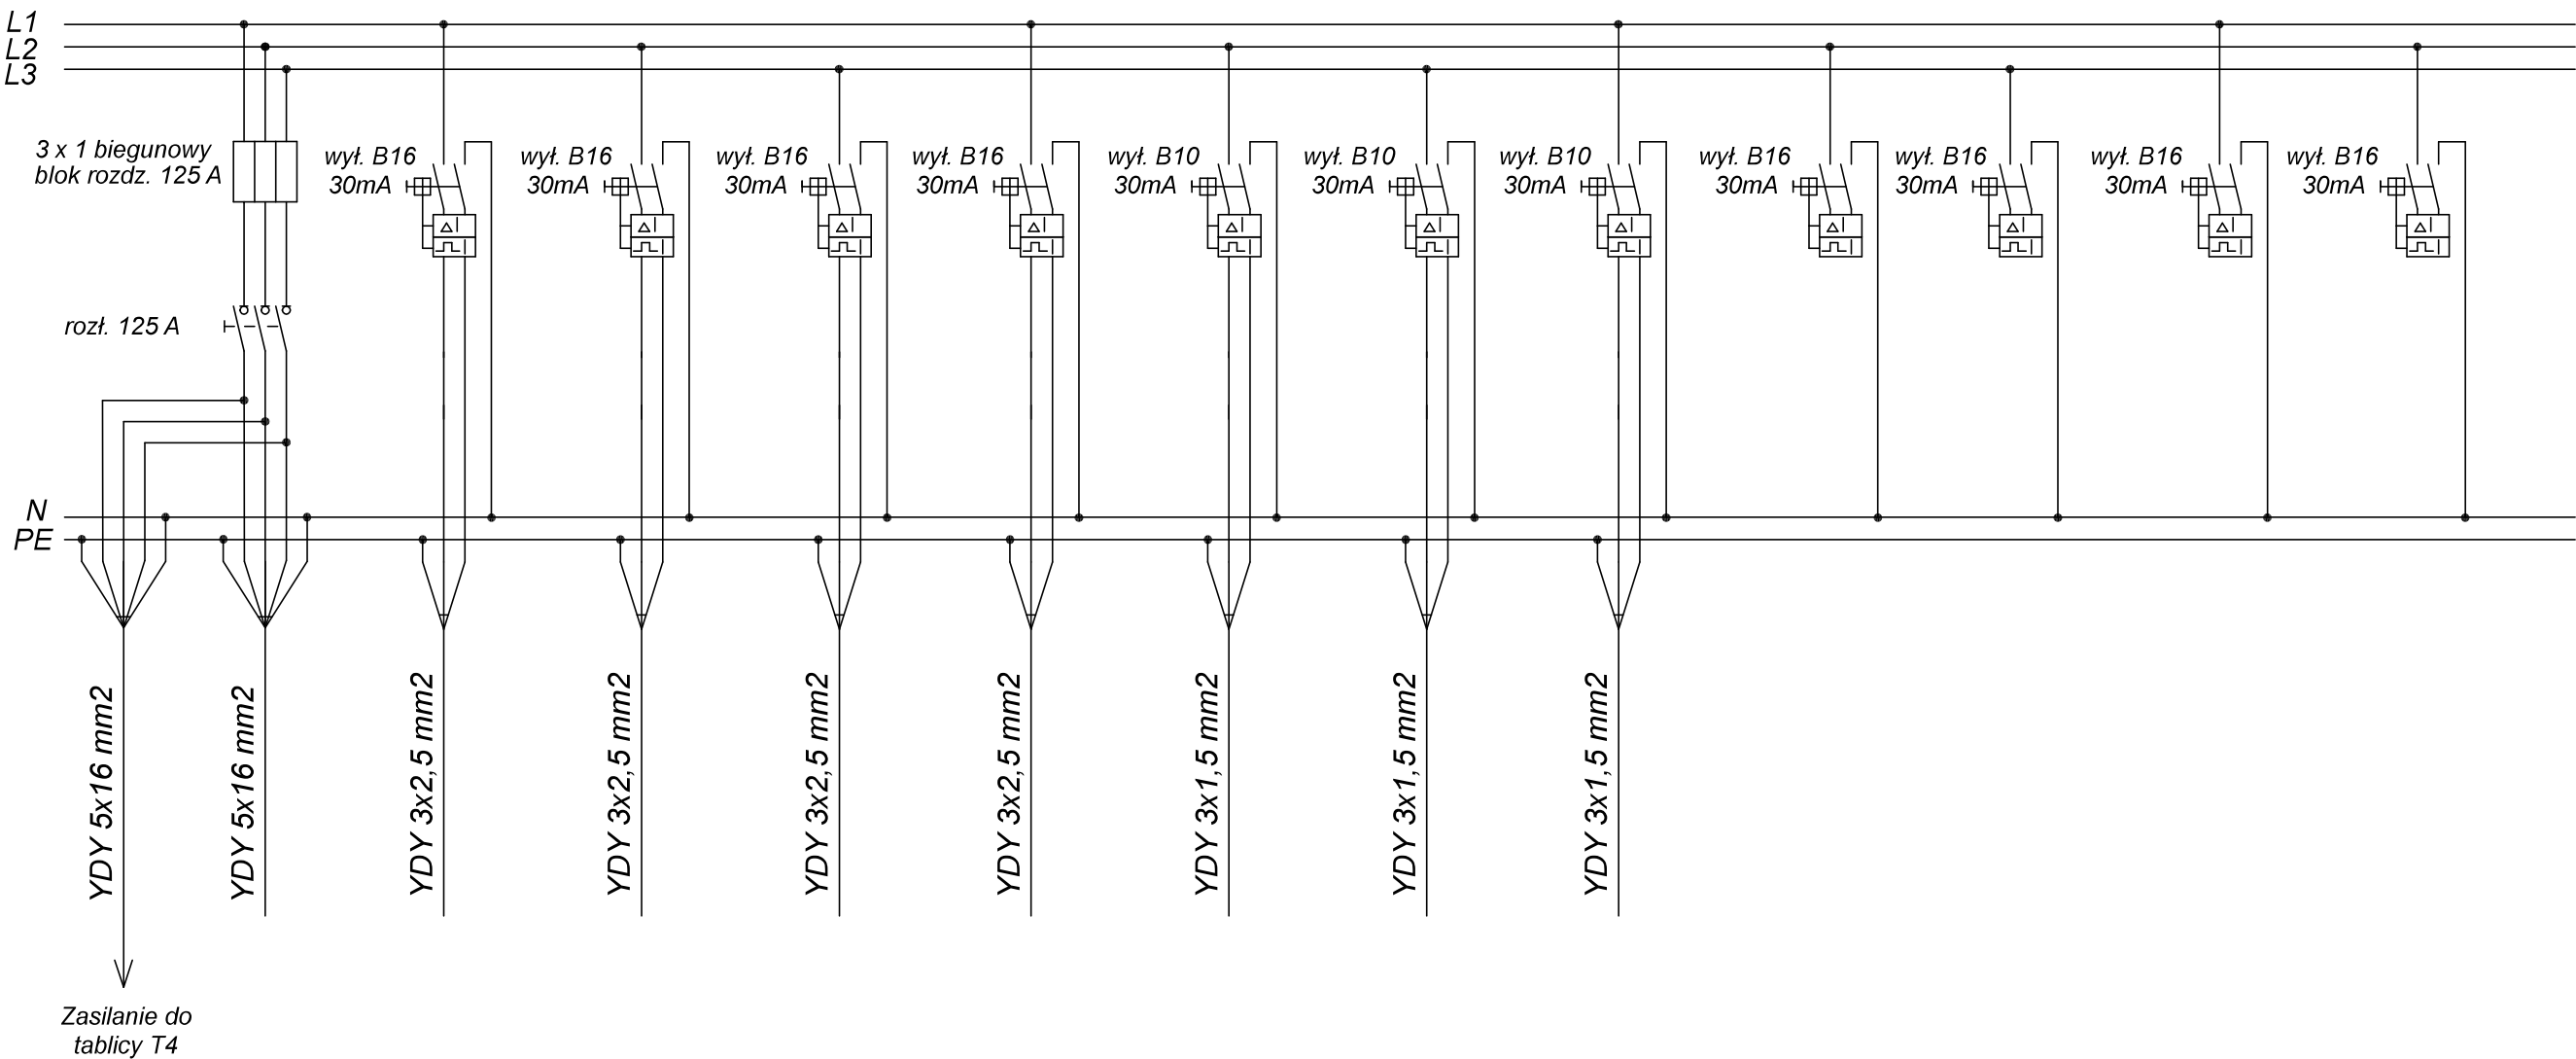 L1
L2
L3
3 x 1 biegunowy
blok rozdz. 125 A
wył. B16
30mA
wył. B16
30mA
wył. B16
30mA
wył. B16
30mA
wył. B10
30mA
wył. B10
30mA
wył. B10
30mA
wył. B16
30mA
wył. B16
30mA
wył. B16
30mA
wył. B16
30mA
rozł. 125 A
N
PE
YDY 5x16 mm2
YDY 5x16 mm2
YDY 3x2,5 mm2
YDY 3x2,5 mm2
YDY 3x2,5 mm2
YDY 3x2,5 mm2
YDY 3x1,5 mm2
YDY 3x1,5 mm2
YDY 3x1,5 mm2
Zasilanie do
tablicy T4